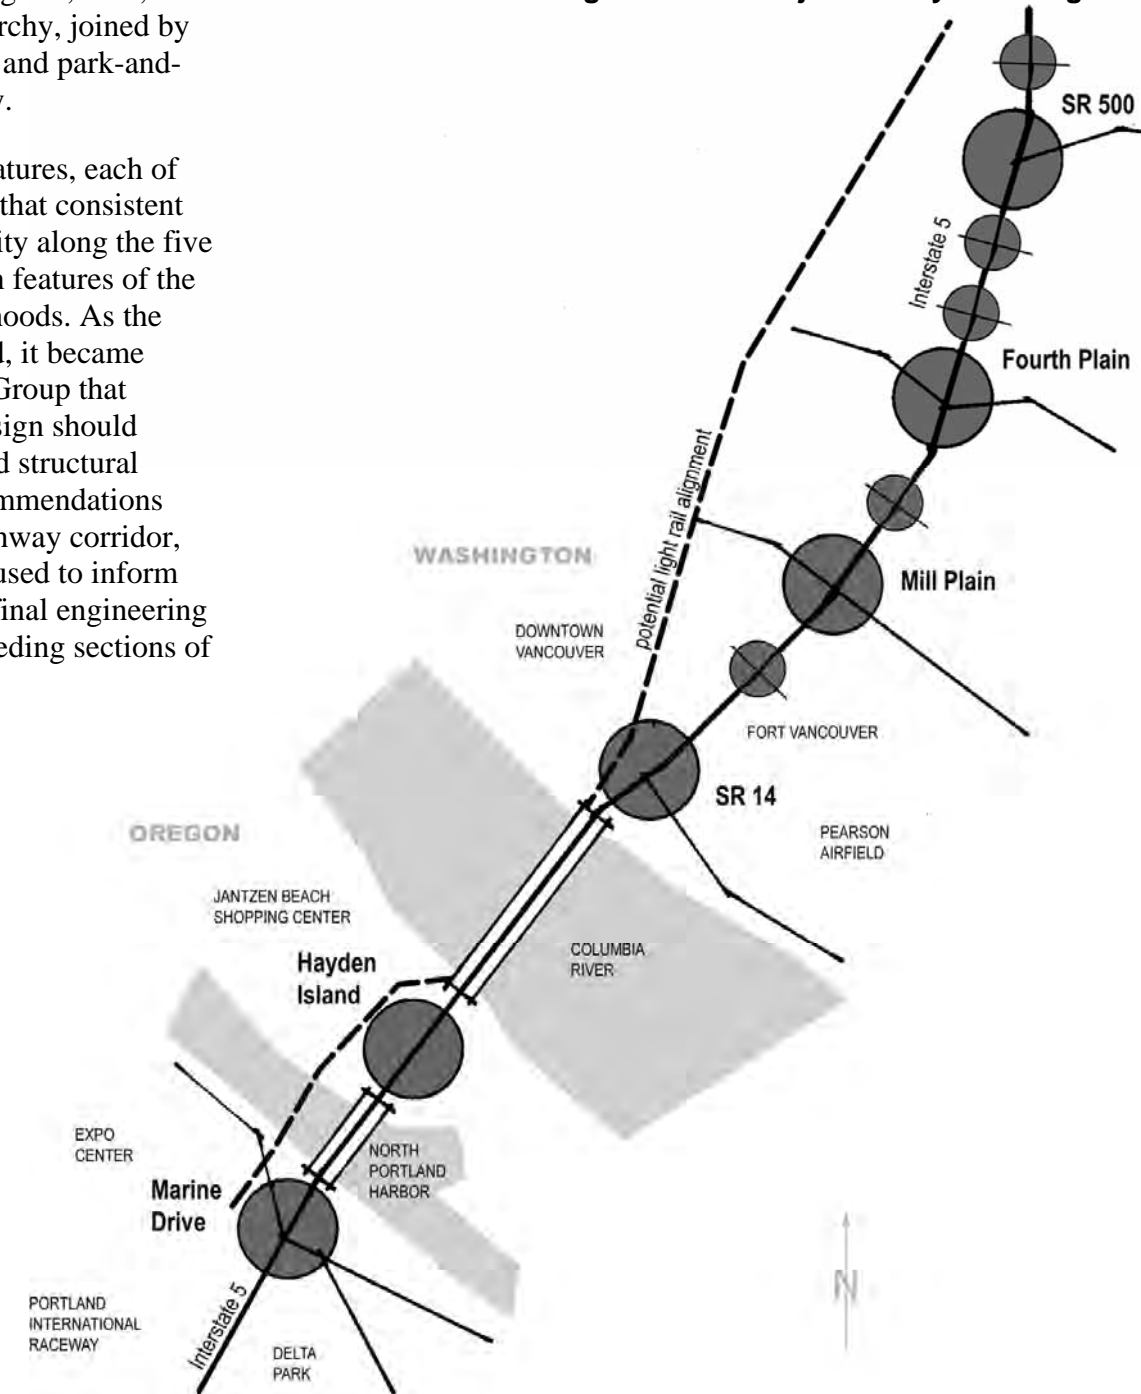 archy, joined by
and park-and-
atures, each of
that consistent
ity along the five
features of the
noods. As the
d, it became
Group that
sign should
d structural
mmendations
nway corridor,
used to inform
final engineering
eding sections of
SR 500
Interstate 5
Fourth Plain
potential light rail alignment
WASHINGTON
Mill Plain
DOWNTOWN
VANCOUVER
FORT VANCOUVER
SR 14
OREGON
PEARSON
AIRFIELD
JANTZEN BEACH
SHOPPING CENTER
COLUMBIA
RIVER
Hayden
Island
EXPO
CENTER
NORTH
PORTLAND
HARBOR
Marine
Drive
N
Interstate 5
PORTLAND
INTERNATIONAL
RACEWAY
DELTA
PARK